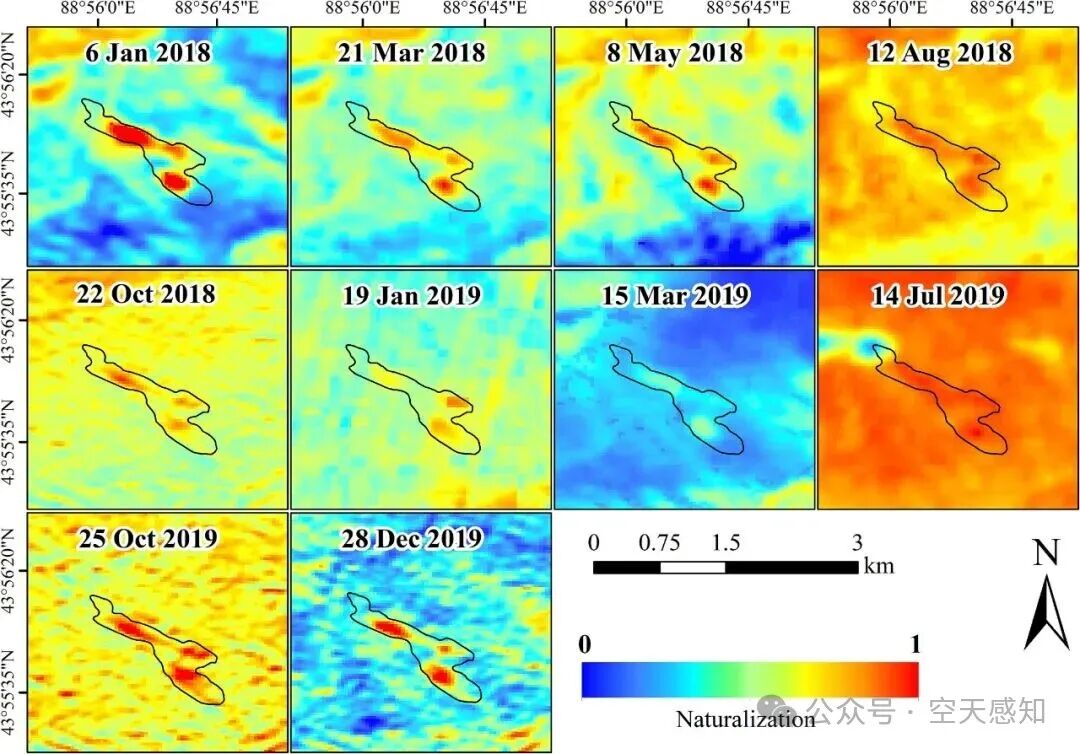 88°56'0"E 88°56'45"E 88°56'0"E 88°56'45"E 88°56'0"E 88°56'45"E 88°56'0"E 88°56'45"E
43°56'20"N
43°55'35"N
6 Jan 2018 21 Mar 2018 8 May 2018 12 Aug 2018
43°56'20"N
43°55'35"N
22 Oct 2018 19 Jan 2019 15 Mar 2019 14 Jul 2019
43°56'20"N
43°55'35"N
25 Oct 2019 28 Dec 2019
0 0.75 1.5 3
km
N
0 1
Naturalization
公众号 · 空天感知